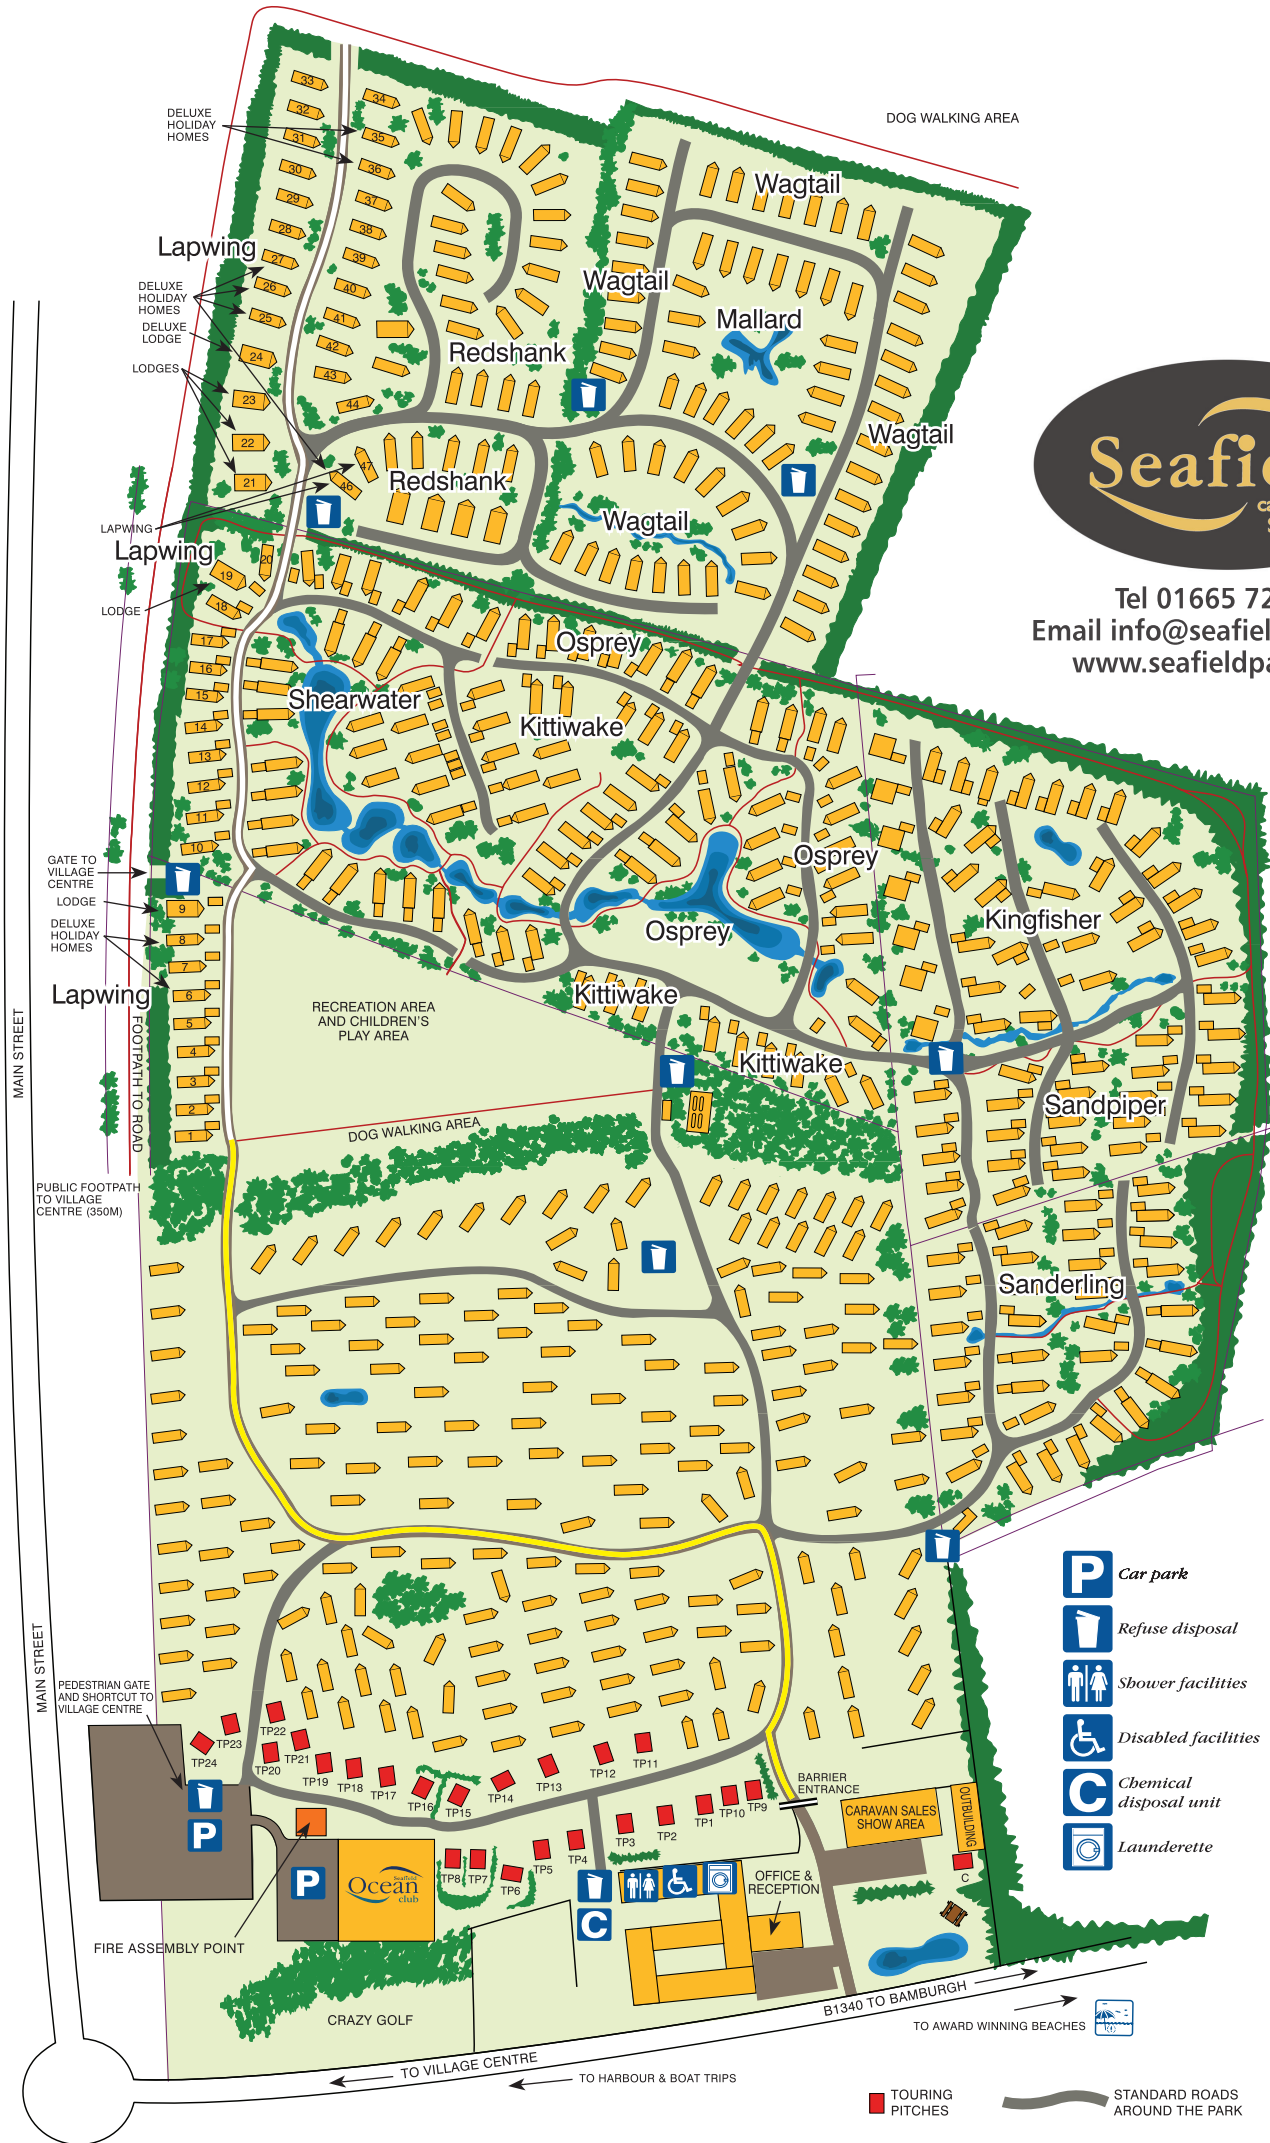 DOG WALKING AREA
33
32
31
30
29
28
27
26
25
24
23
22
21
34
35
36
37
38
39
40
41
42
43
44
47
46
DELUXE
HOLIDAY
HOMES
Lapwing
DELUXE
HOLIDAY
HOMES
DELUXE
LODGE
LODGES
LAPWING
Wagtail
Wagtail
Mallard
Redshank
Wagtail
Redshank
Wagtail
Seafie
ca
Tel 01665 72
Email info@seafiel
www.seafieldpa
Lapwing
LODGE
20
19
18
17
16
15
14
13
12
11
10
Osprey
Shearwater
Kittiwake
Osprey
Osprey
Kingfisher
Kittiwake
Kittiwake
Sandpiper
Sanderling
GATE TO
VILLAGE
CENTRE
LODGE
DELUXE
HOLIDAY
HOMES
Lapwing
9
8
7
6
5
4
3
2
1
RECREATION AREA
AND CHILDREN'S
PLAY AREA
DOG WALKING AREA
MAIN STREET
FOOTPATH TO ROAD
PUBLIC FOOTPATH
TO VILLAGE
CENTRE (350M)
MAIN STREET
PEDESTRIAN GATE
AND SHORTCUT TO
VILLAGE CENTRE
TP24
TP23
TP22
TP20
TP21
TP19
TP18
TP17
TP16
TP15
TP14
TP13
TP12
TP11
TP10
TP9
TP1
TP2
TP3
TP4
TP5
TP6
TP7
TP8
BARRIER
ENTRANCE
CARAVAN SALES
SHOW AREA
OUTBUILDING
C
OFFICE &
RECEPTION
P
P
Seafield
Ocean
club
C
FIRE ASSEMBLY POINT
CRAZY GOLF
P
Car park
Refuse disposal
Shower facilities
Disabled facilities
C
Chemical
disposal unit
Launderette
B1340 TO BAMBURGH
TO AWARD WINNING BEACHES
TO VILLAGE CENTRE
TO HARBOUR & BOAT TRIPS
TOURING
PITCHES
STANDARD ROADS
AROUND THE PARK